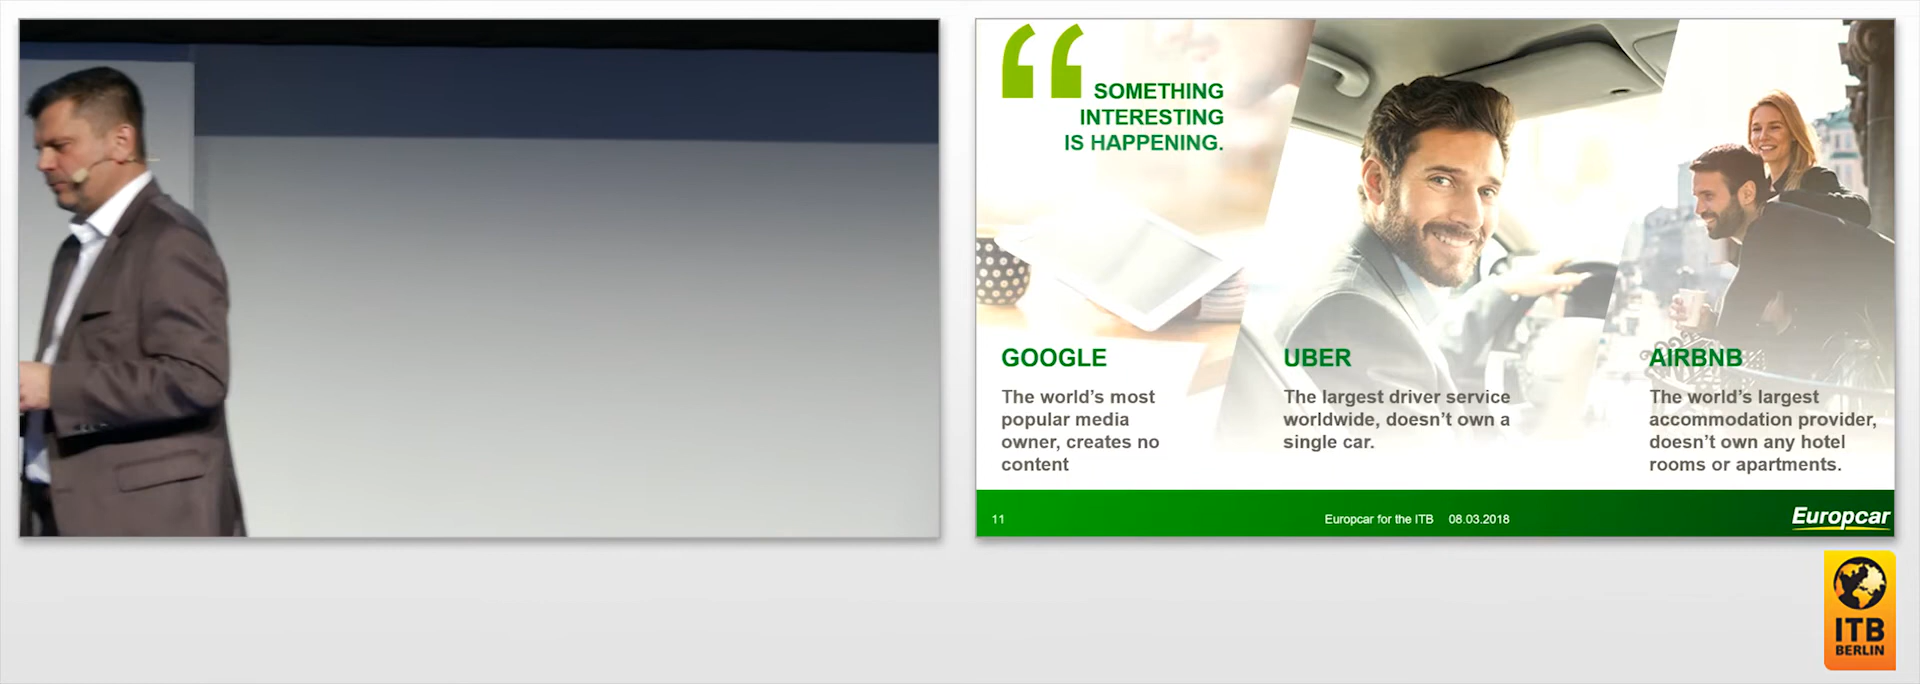 “
SOMETHING
INTERESTING
IS HAPPENING.
GOOGLE
The world’s most
popular media
owner, creates no
content
UBER
The largest driver service
worldwide, doesn’t own a
single car.
AIRBNB
The world’s largest
accommodation provider,
doesn’t own any hotel
rooms or apartments.
11
Europcar for the ITB 08.03.2018
Europcar
ITB
BERLIN